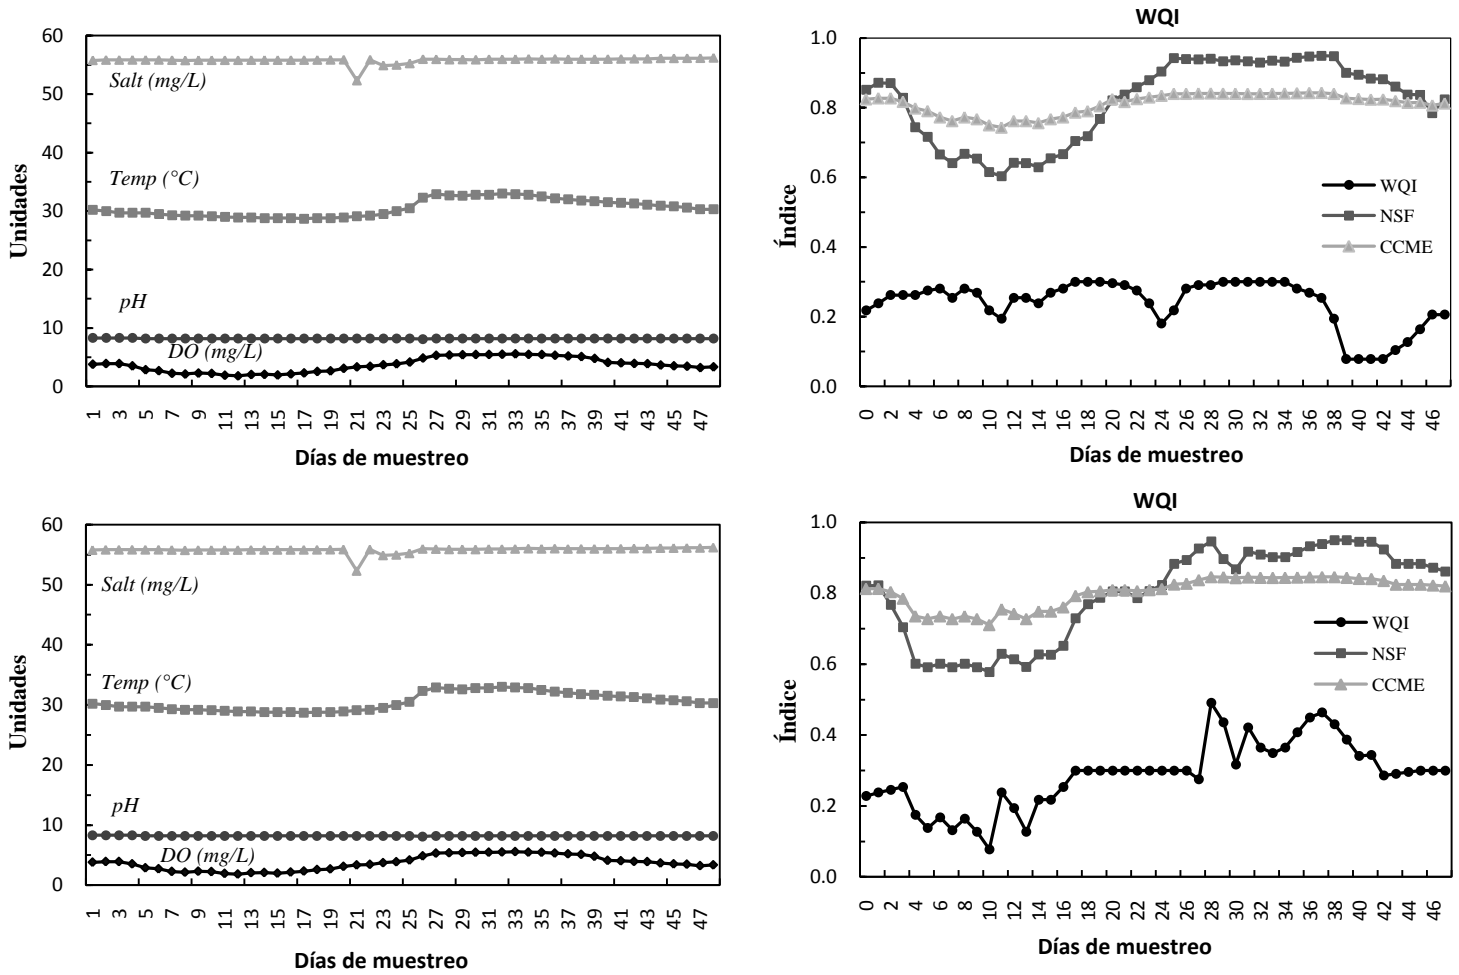 60
50
40
30
20
10
0
Unidades
Salt (mg/L)
Temp (°C)
pH
DO (mg/L)
1 3 5 7 9 11 13 15 17 19 21 23 25 27 29 31 33 35 37 39 41 43 45 47
Días de muestreo
WQI
1.0
0.8
0.6
0.4
0.2
0.0
Índice
WQI
NSF
CCME
0 2 4 6 8 10 12 14 16 18 20 22 24 26 28 30 32 34 36 38 40 42 44 46
Días de muestreo
60
50
40
30
20
10
0
Unidades
Salt (mg/L)
Temp (°C)
pH
DO (mg/L)
1 3 5 7 9 11 13 15 17 19 21 23 25 27 29 31 33 35 37 39 41 43 45 47
Días de muestreo
WQI
1.0
0.8
0.6
0.4
0.2
0.0
Índice
WQI
NSF
CCME
0 2 4 6 8 10 12 14 16 18 20 22 24 26 28 30 32 34 36 38 40 42 44 46
Días de muestreo